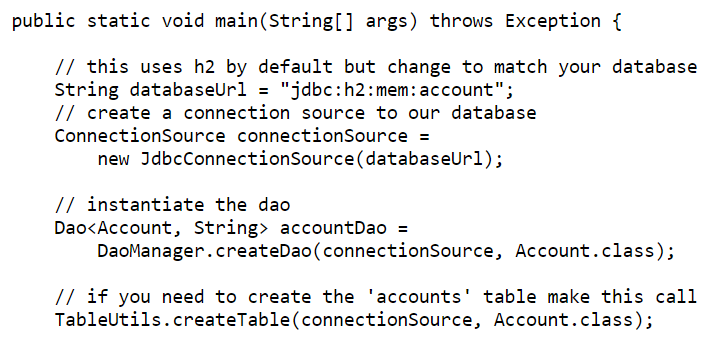 public static void main(String[] args) throws Exception {
// this uses h2 by default but change to match your database
String databaseUrl = "jdbc:h2:mem:account";
// create a connection source to our database
ConnectionSource connectionSource =
new JdbcConnectionSource(databaseUrl);
// instantiate the dao
Dao<Account, String> accountDao =
DaoManager.createDao(connectionSource, Account.class);
// if you need to create the 'accounts' table make this call
TableUtils.createTable(connectionSource, Account.class);